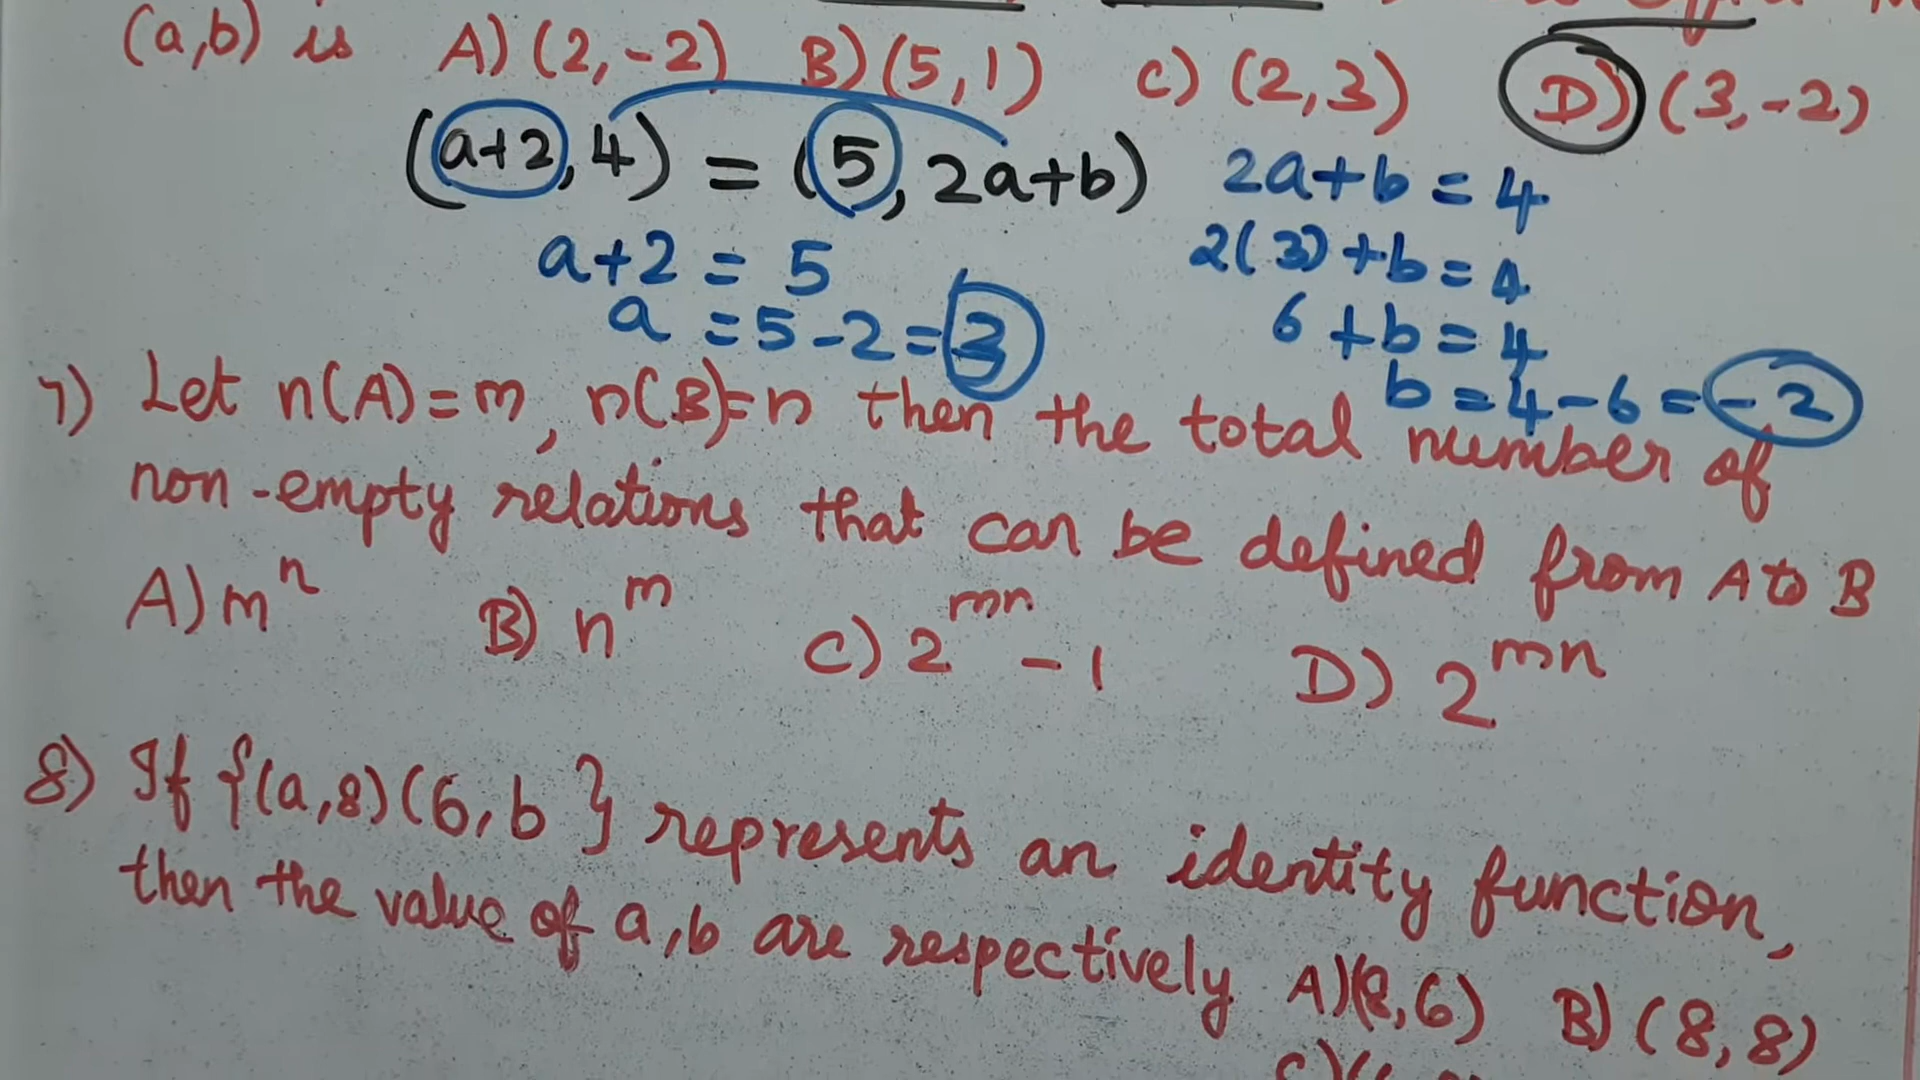 (a,b) is A) (2,-2) B) (5,1) C) (2,3) D) (3,-2)
(a+2, 4) = (5, 2a+b) 2a+b = 4
a+2 = 5 2(3)+b = 4
a = 5-2 = 3 6+b = 4
b = 4-6 = -2
7) Let n(A)=m, n(B)=n then the total number of
non-empty relations that can be defined from A to B
A) mⁿ B) nᵐ C) 2ᵐⁿ - 1 D) 2ᵐⁿ
8) If {(a,8)(6,b} represents an identity function,
then the value of a,b are respectively A) (8,6) B) (8,8)
C)